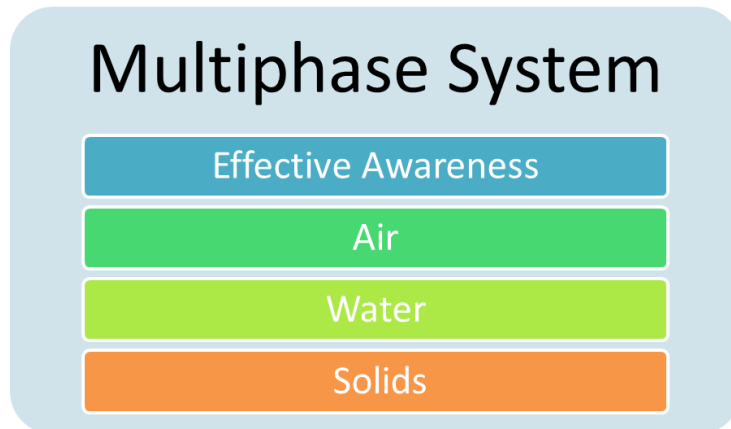 Multiphase System
Effective Awareness
Air
Water
Solids